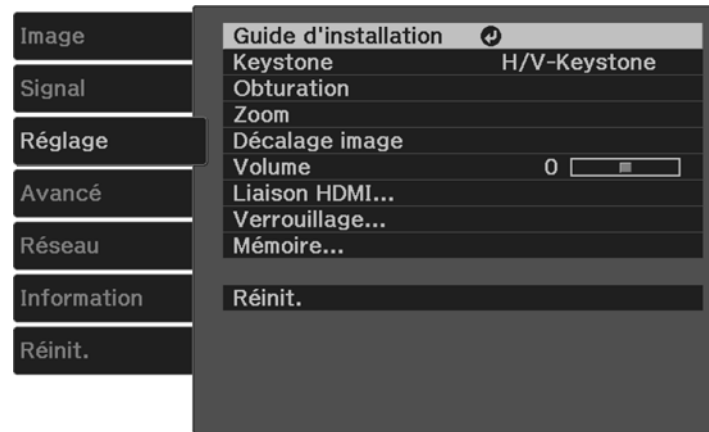 Image
Signal
Réglage
Avancé
Réseau
Information
Réinit.
Guide d'installation
Keystone H/V-Keystone
Obturation
Zoom
Décalage image
Volume 0
Liaison HDMI...
Verrouillage...
Mémoire...
Réinit.